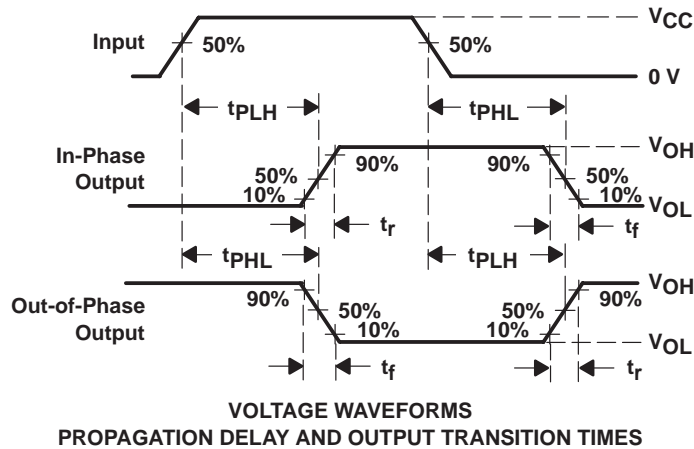 VCC
Input
50%
50%
0 V
tPLH
tPHL
In-Phase
Output
VOH
90%
90%
50%
50%
10%
10%
VOL
tr
tf
tPHL
tPLH
Out-of-Phase
Output
VOH
90%
90%
50%
50%
10%
10%
VOL
tf
tr
VOLTAGE WAVEFORMS
PROPAGATION DELAY AND OUTPUT TRANSITION TIMES